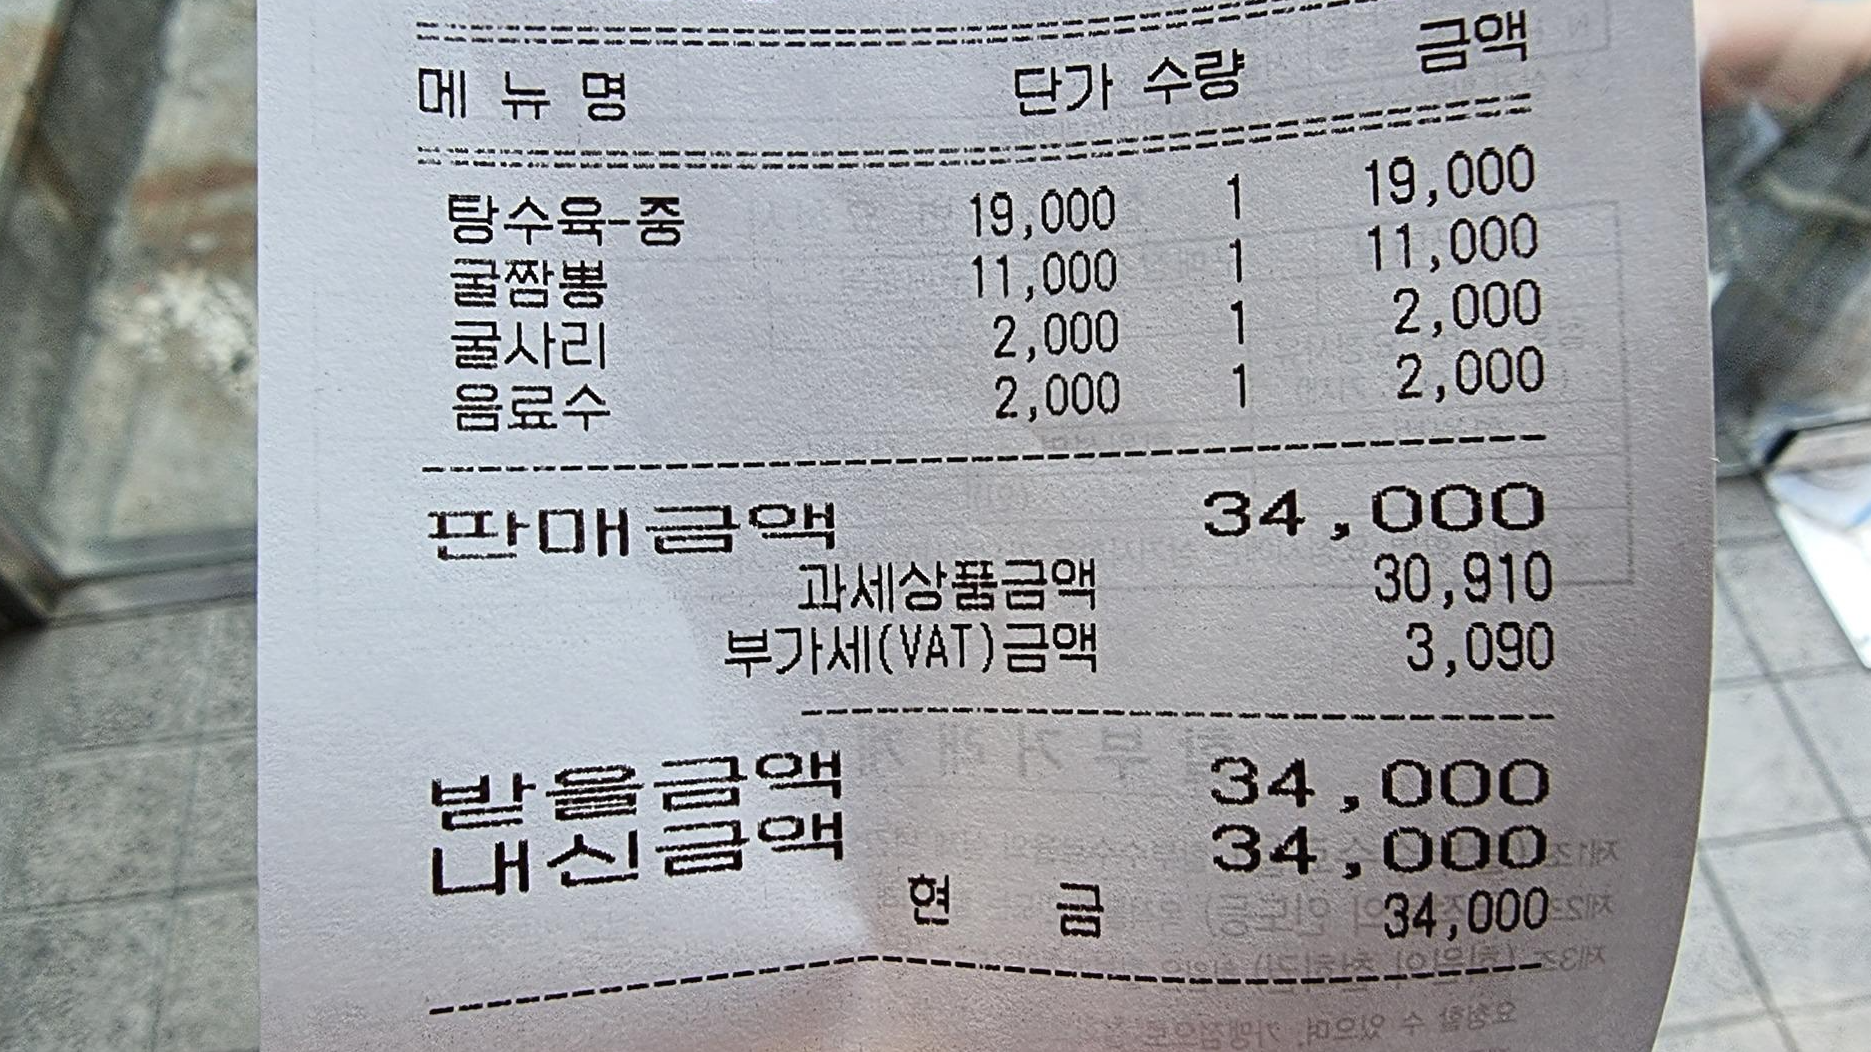 메 뉴 명 단가 수량 금액
탕수육-중 19,000 1 19,000
굴짬뽕 11,000 1 11,000
굴사리 2,000 1 2,000
음료수 2,000 1 2,000
판매금액 34,000
과세상품금액 30,910
부가세(VAT)금액 3,090
받을금액 34,000
내신금액 34,000
현 금 34,000